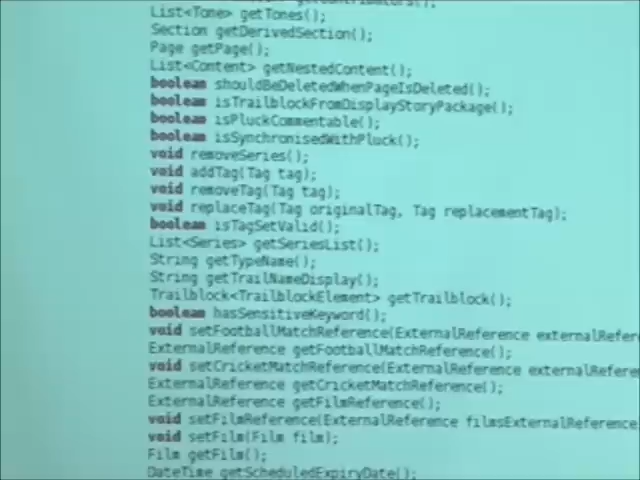 List<Tone> getTones();
Section getDerivedSection();
Page getPage();
List<Content> getNestedContent();
boolean shouldBeDeletedWhenPageIsDeleted();
boolean isTrailblockFromDisplayStoryPackage();
boolean isPluckCommentable();
boolean isSynchronisedWithPluck();
void removeSeries();
void addTag(Tag tag);
void removeTag(Tag tag);
void replaceTag(Tag originalTag, Tag replacementTag);
boolean isTagSetValid();
List<Series> getSeriesList();
String getTypeName();
String getTrailNameDisplay();
Trailblock<TrailblockElement> getTrailblock();
boolean hasSensitiveKeyword();
void setFootballMatchReference(ExternalReference externalRefer
ExternalReference getFootballMatchReference();
void setCricketMatchReference(ExternalReference externalRefere
ExternalReference getCricketMatchReference();
ExternalReference getFilmReference();
void setFilmReference(ExternalReference filmsExternalReference
void setFilm(Film film);
Film getFilm();
DateTime getScheduledExpiryDate();